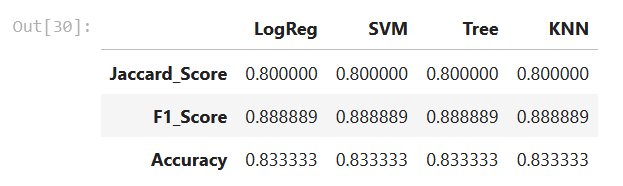 Out[30]:
LogReg SVM Tree KNN
Jaccard_Score 0.800000 0.800000 0.800000 0.800000
F1_Score 0.888889 0.888889 0.888889 0.888889
Accuracy 0.833333 0.833333 0.833333 0.833333